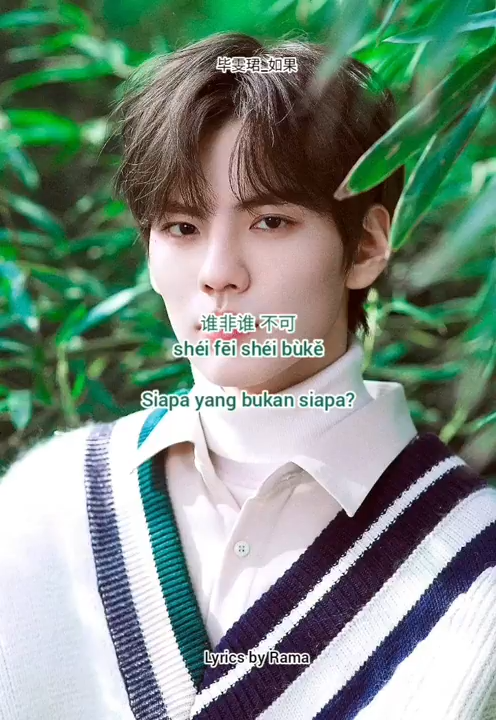 毕雯珺_如果
谁非谁 不可
shéi fēi shéi bùkě
Siapa yang bukan siapa?
Lyrics by Rama